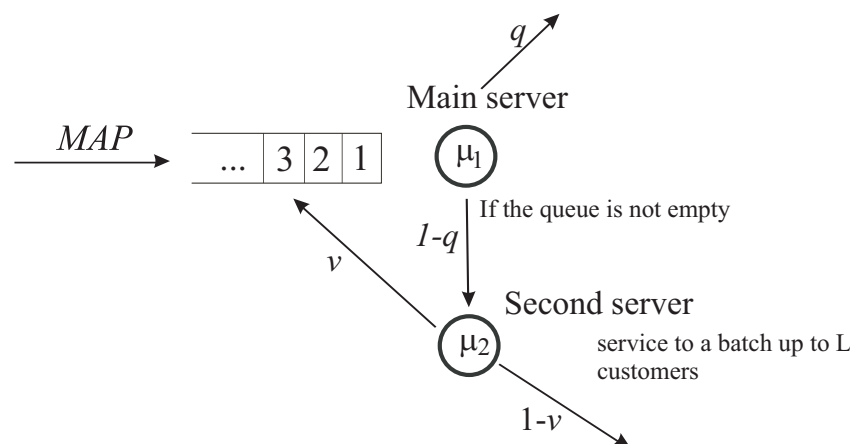 q
Main server
MAP
... 3 2 1
μ1
If the queue is not empty
1-q
v
Second server
μ2
service to a batch up to L
customers
1-v